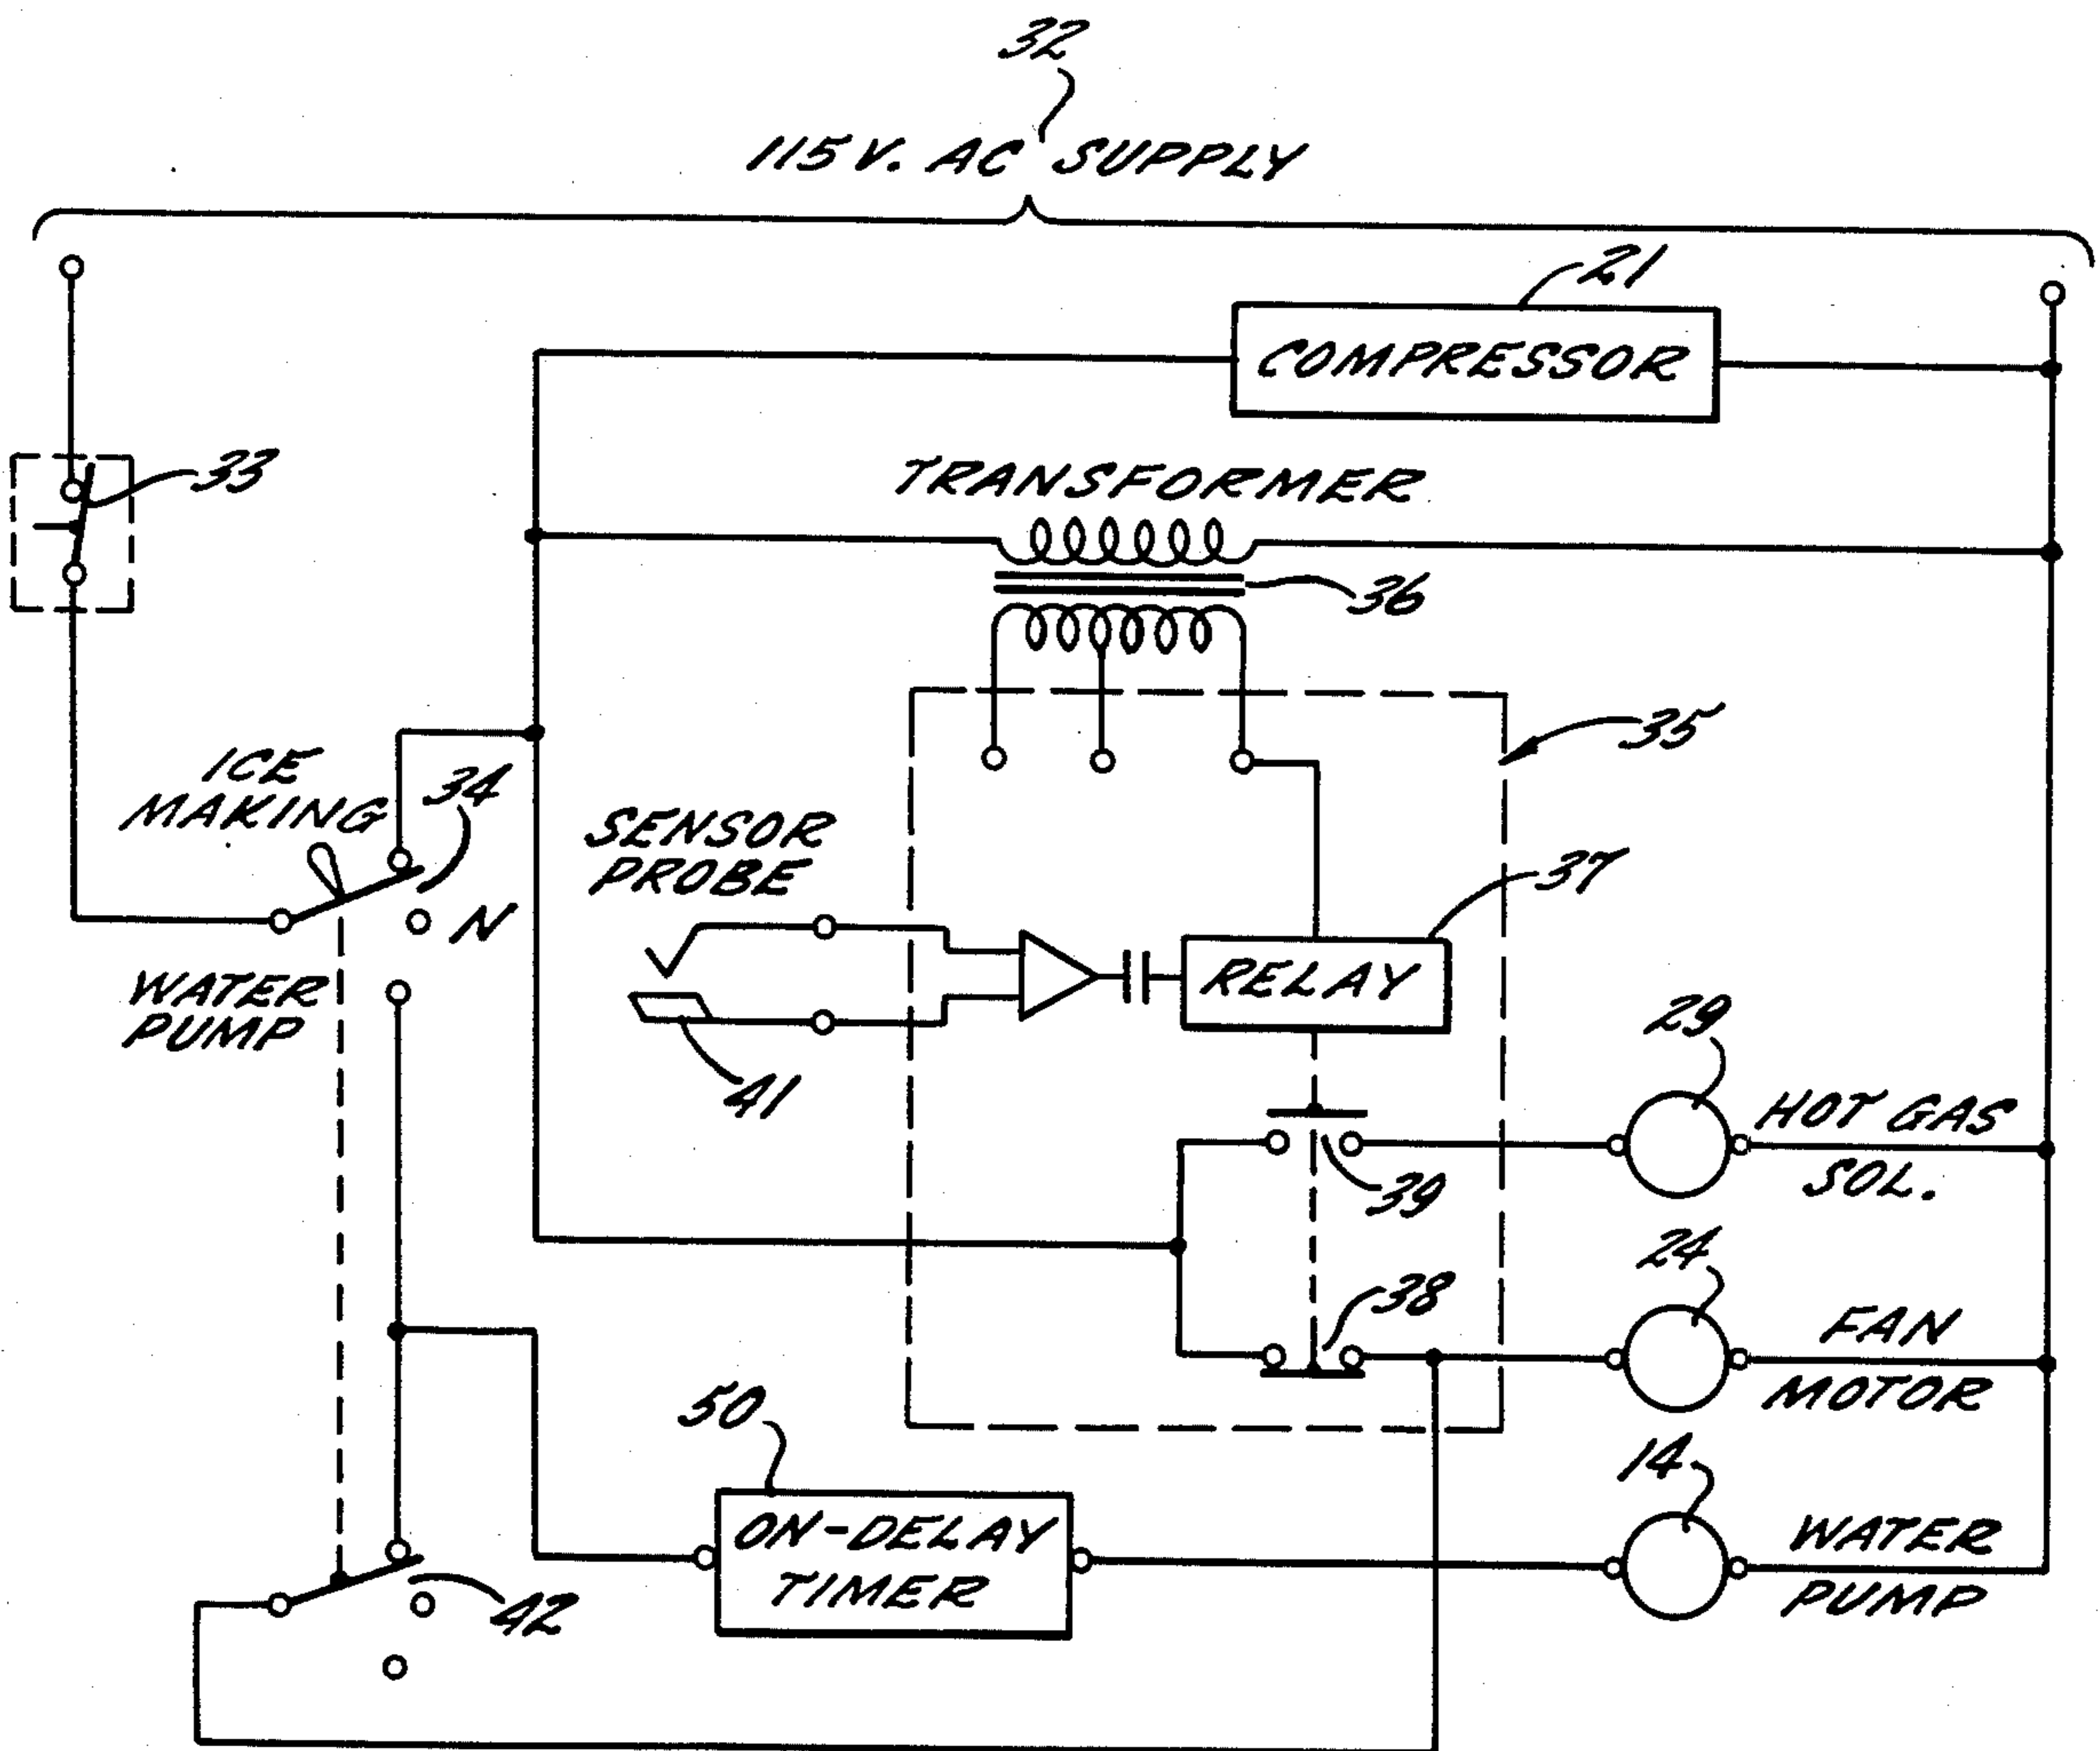 32
115 V. AC SUPPLY
21
COMPRESSOR
33
TRANSFORMER
36
35
ICE
MAKING
34
SENSOR
PROBE
37
N
RELAY
WATER
PUMP
41
29
HOT GAS
SOL.
39
24
38
FAN
MOTOR
50
14
ON-DELAY
TIMER
WATER
PUMP
42